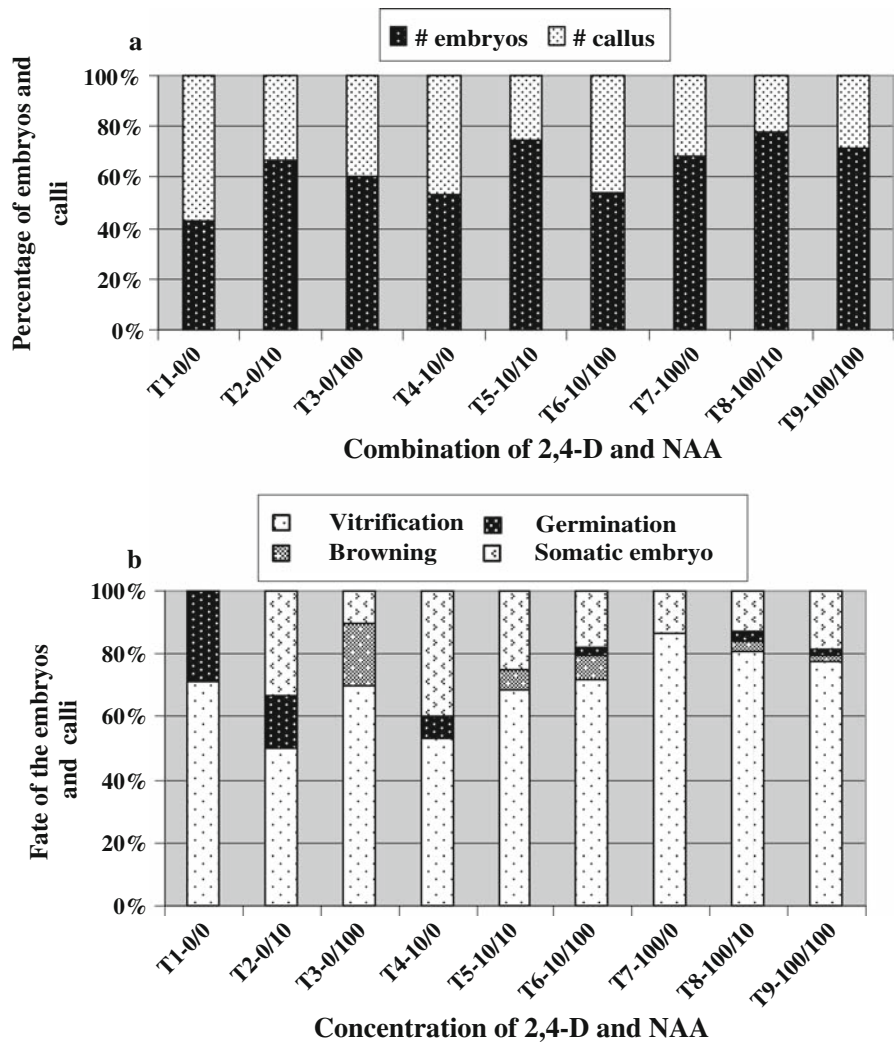 a
# embryos # callus
Percentage of embryos and
calli
100%
80%
60%
40%
20%
0%
T1-0/0
T2-0/10
T3-0/100
T4-10/0
T5-10/10
T6-10/100
T7-100/0
T8-100/10
T9-100/100
Combination of 2,4-D and NAA
b
Vitrification Germination
Browning Somatic embryo
Fate of the embryos
and calli
100%
80%
60%
40%
20%
0%
T1-0/0
T2-0/10
T3-0/100
T4-10/0
T5-10/10
T6-10/100
T7-100/0
T8-100/10
T9-100/100
Concentration of 2,4-D and NAA